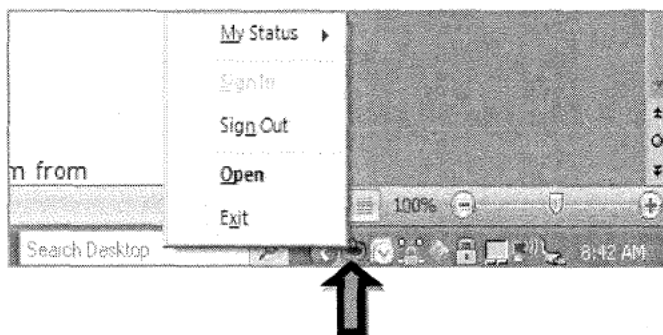 My Status
Sign In
Sign Out
m from
Open
Exit
100%
Search Desktop
8:42 AM